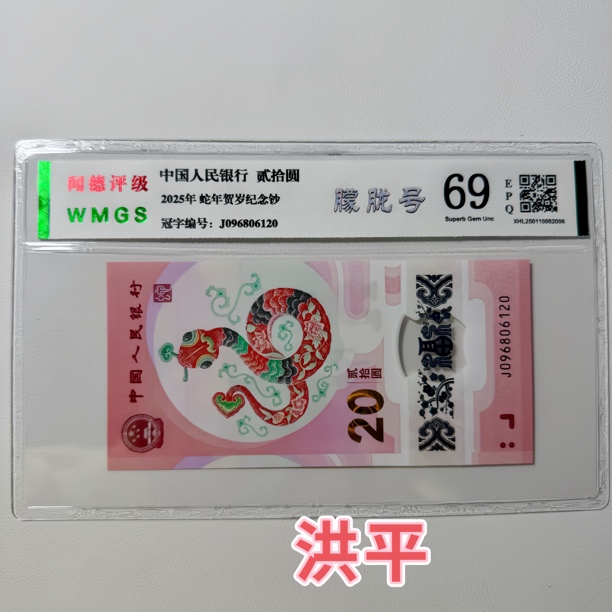 闻德评级
WMGS
中国人民银行 贰拾圆
2025年 蛇年贺岁纪念钞
冠字编号：J096806120
朦胧号
69
Superb Gem Unc
EPQ
XHL250110002006
中国人民银行
贰拾圆
20
J096806120
洪平